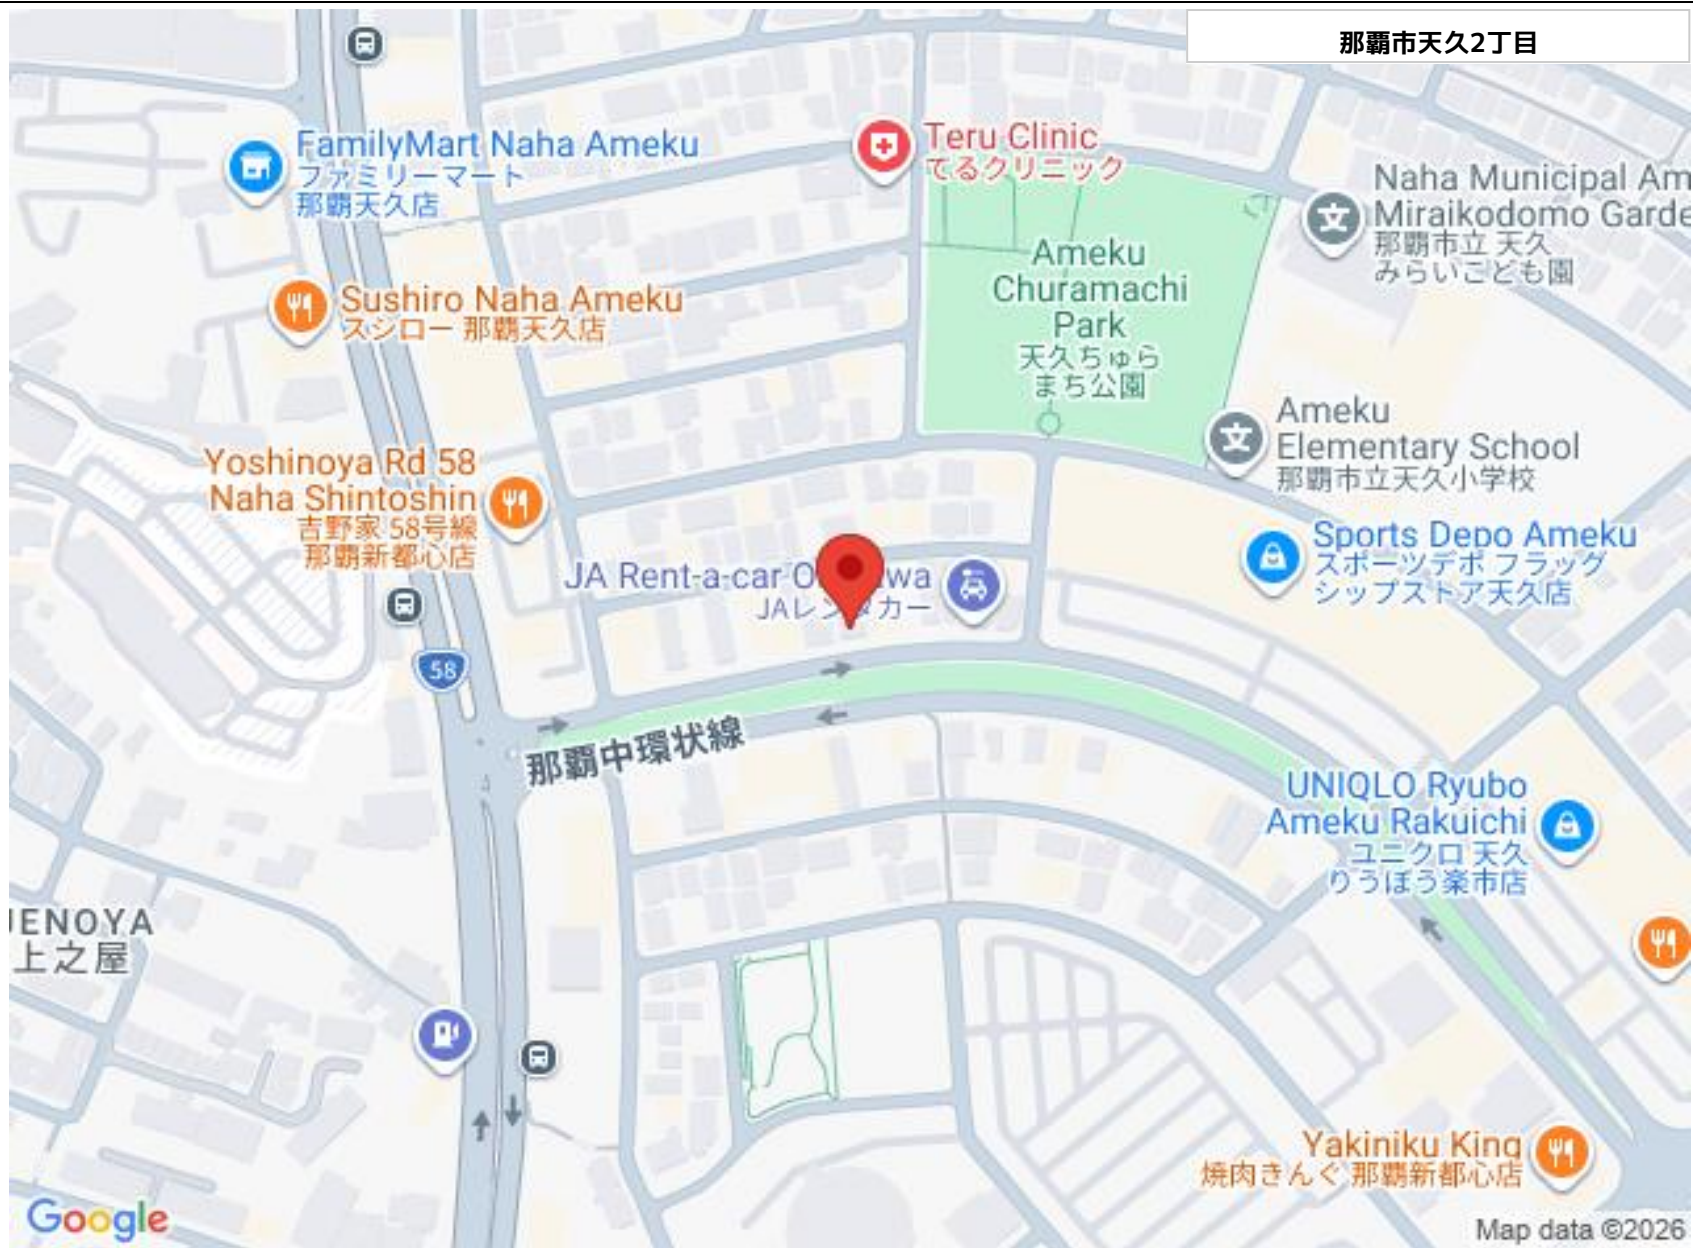 那覇市天久2丁目
FamilyMart Naha Ameku
ファミリーマート
那覇天久店
Teru Clinic
てるクリニック
Naha Municipal Am
Miraikodomo Garde
那覇市立 天久
みらいこども園
Ameku
Churamachi
Park
天久ちゅら
まち公園
Sushiro Naha Ameku
スシロー 那覇天久店
Ameku
Elementary School
那覇市立天久小学校
Yoshinoya Rd 58
Naha Shintoshin
吉野家 58号線
那覇新都心店
Sports Depo Ameku
スポーツデポ フラッグ
シップストア天久店
JA Rent-a-car O wa
JAレンタカー
58
那覇中環状線
UNIQLO Ryubo
Ameku Rakuichi
ユニクロ 天久
りうぼう楽市店
UENOYA
上之屋
Yakiniku King
焼肉きんぐ 那覇新都心店
Google
Map data ©2026